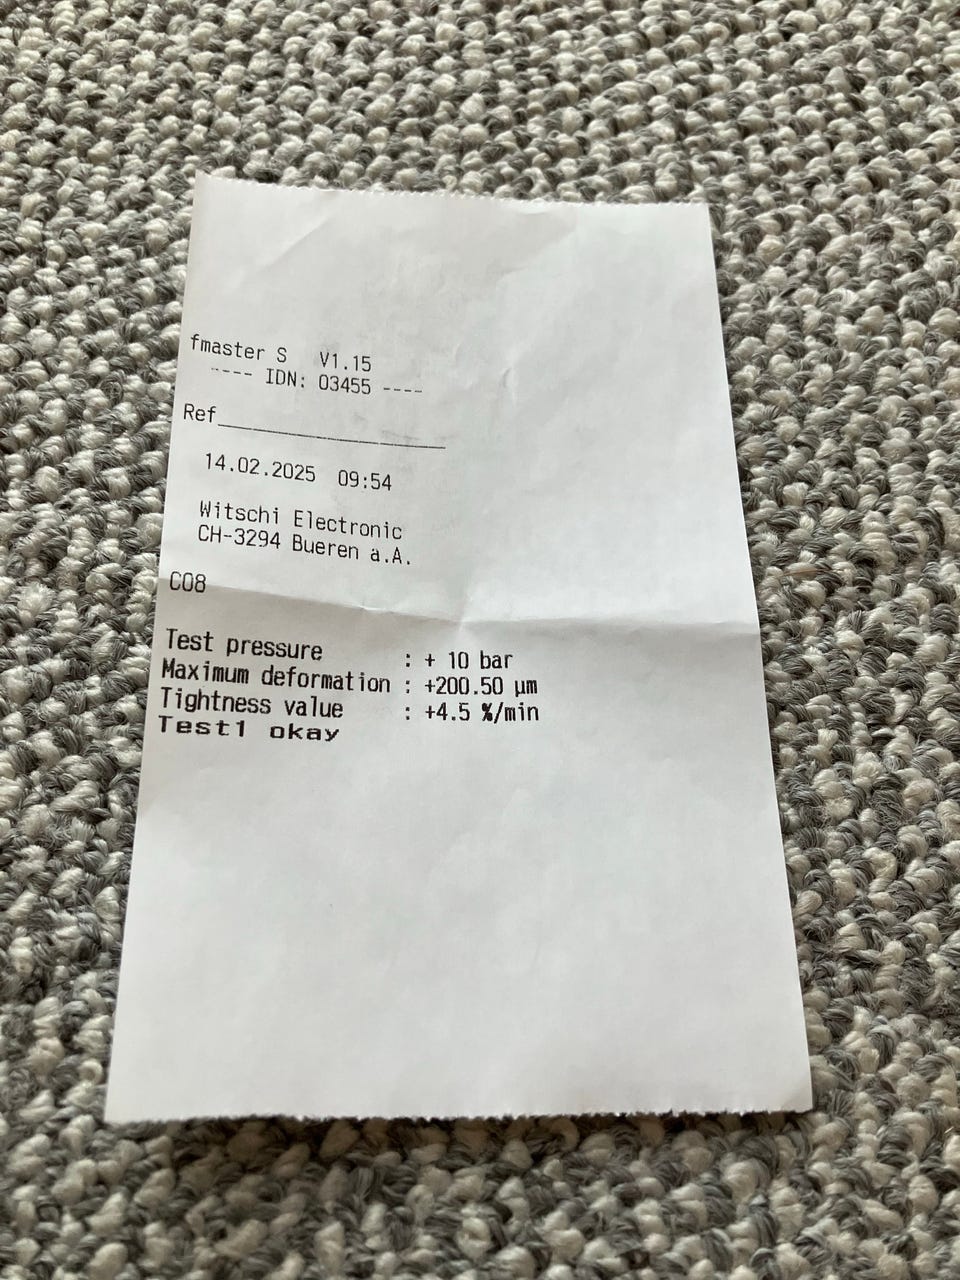 fmaster S V1.15
---- IDN: 03455 ----
Ref____________________
14.02.2025 09:54
Witschi Electronic
CH-3294 Bueren a.A.
C08
Test pressure : + 10 bar
Maximum deformation : +200.50 µm
Tightness value : +4.5 %/min
Test1 okay